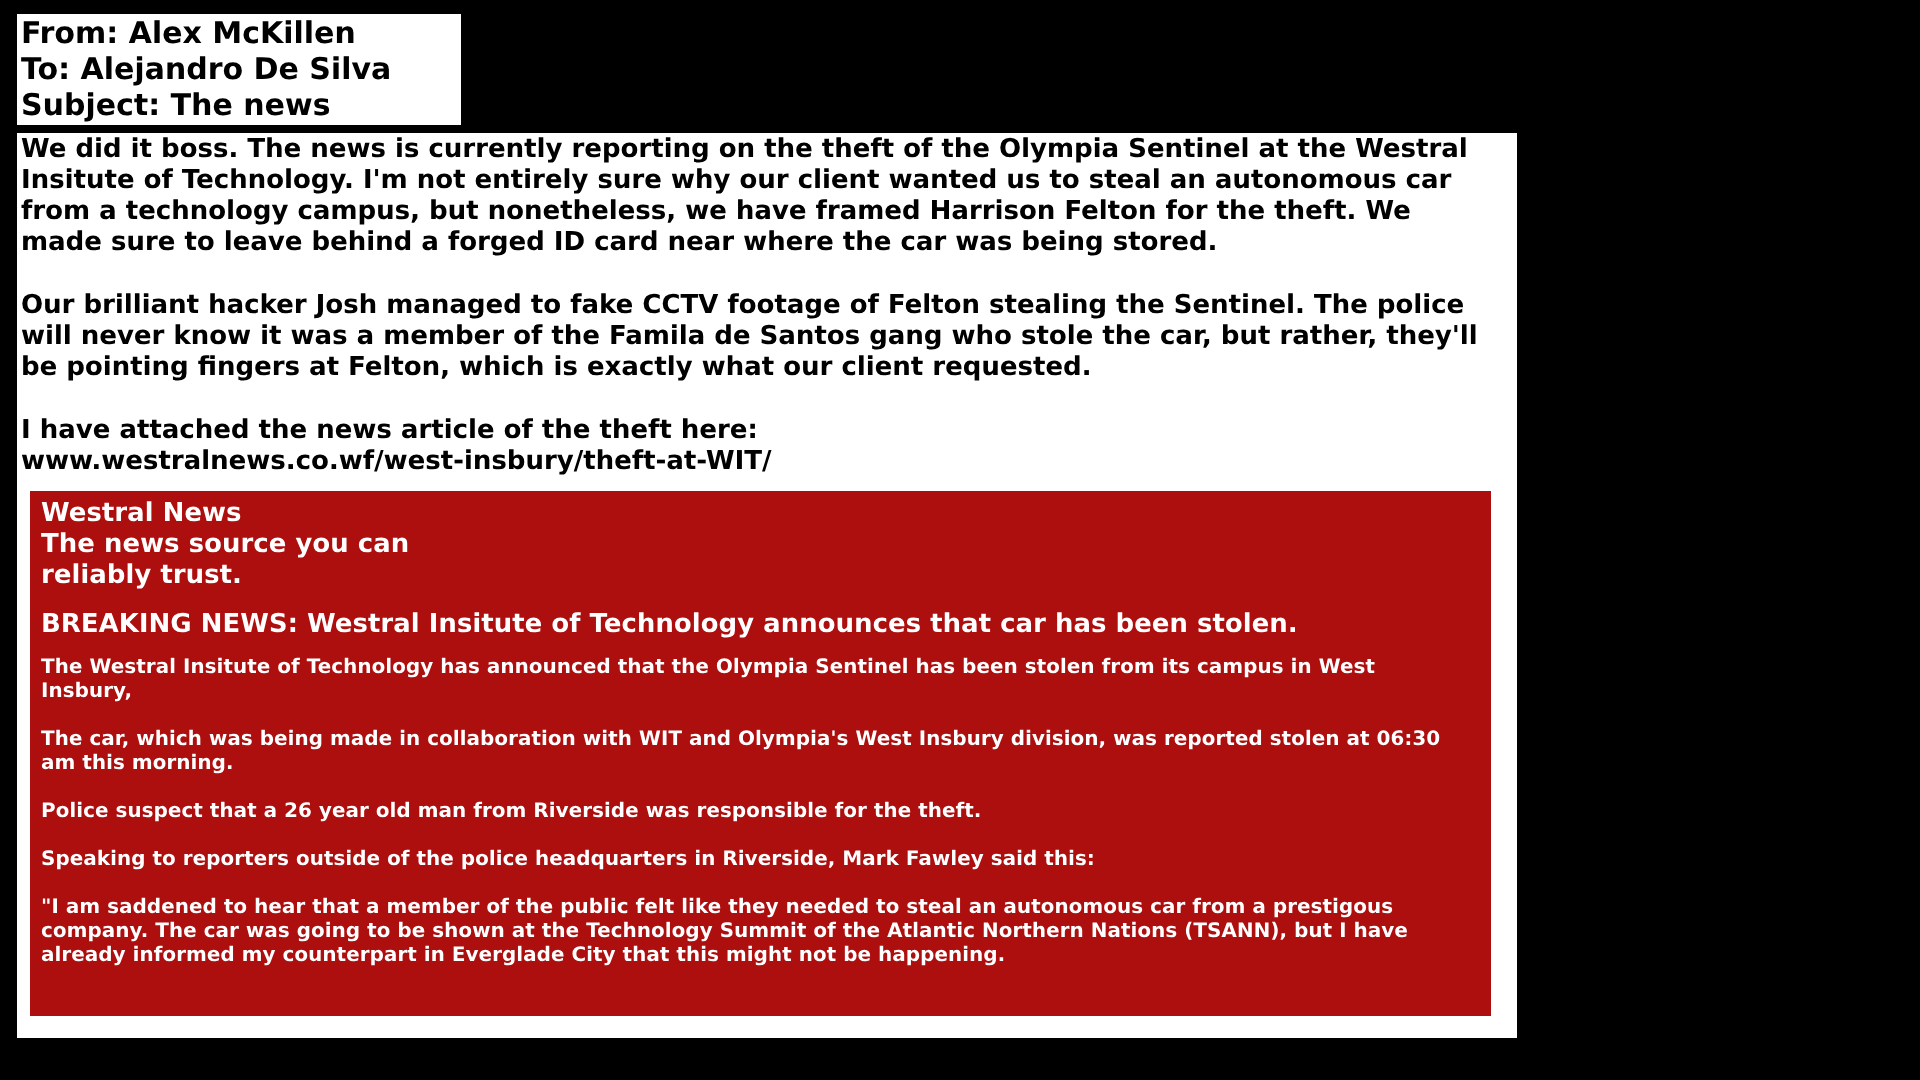 From: Alex McKillen
To: Alejandro De Silva
Subject: The news
We did it boss. The news is currently reporting on the theft of the Olympia Sentinel at the Westral
Insitute of Technology. I'm not entirely sure why our client wanted us to steal an autonomous car
from a technology campus, but nonetheless, we have framed Harrison Felton for the theft. We
made sure to leave behind a forged ID card near where the car was being stored.
Our brilliant hacker Josh managed to fake CCTV footage of Felton stealing the Sentinel. The police
will never know it was a member of the Famila de Santos gang who stole the car, but rather, they'll
be pointing fingers at Felton, which is exactly what our client requested.
I have attached the news article of the theft here:
www.westralnews.co.wf/west-insbury/theft-at-WIT/
Westral News
The news source you can
reliably trust.
BREAKING NEWS: Westral Insitute of Technology announces that car has been stolen.
The Westral Insitute of Technology has announced that the Olympia Sentinel has been stolen from its campus in West
Insbury,
The car, which was being made in collaboration with WIT and Olympia's West Insbury division, was reported stolen at 06:30
am this morning.
Police suspect that a 26 year old man from Riverside was responsible for the theft.
Speaking to reporters outside of the police headquarters in Riverside, Mark Fawley said this:
"I am saddened to hear that a member of the public felt like they needed to steal an autonomous car from a prestigous
company. The car was going to be shown at the Technology Summit of the Atlantic Northern Nations (TSANN), but I have
already informed my counterpart in Everglade City that this might not be happening.